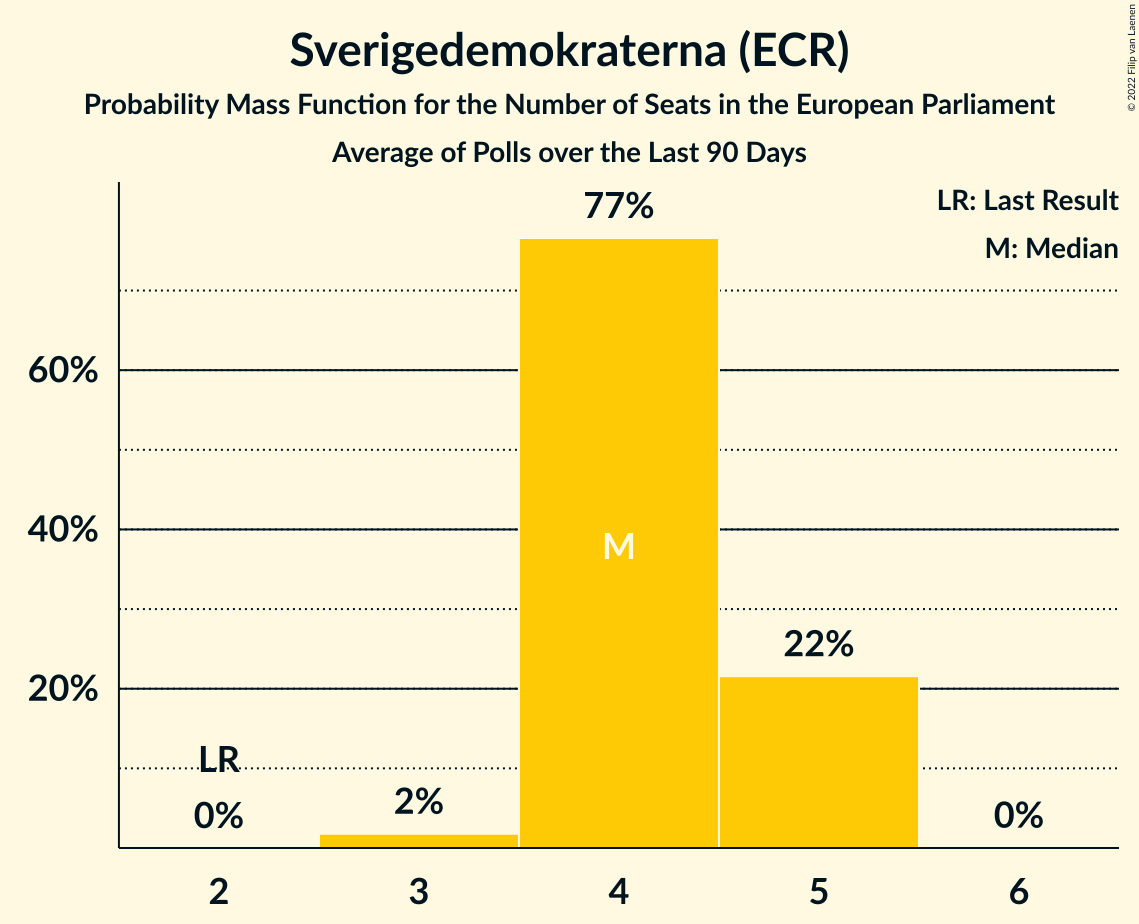 Sverigedemokraterna (ECR)
Probability Mass Function for the Number of Seats in the European Parliament
Average of Polls over the Last 90 Days
© 2022 Filip van Laenen
LR: Last Result
M: Median
77%
60%
40%
M
22%
20%
LR
0%
2%
0%
2
3
4
5
6